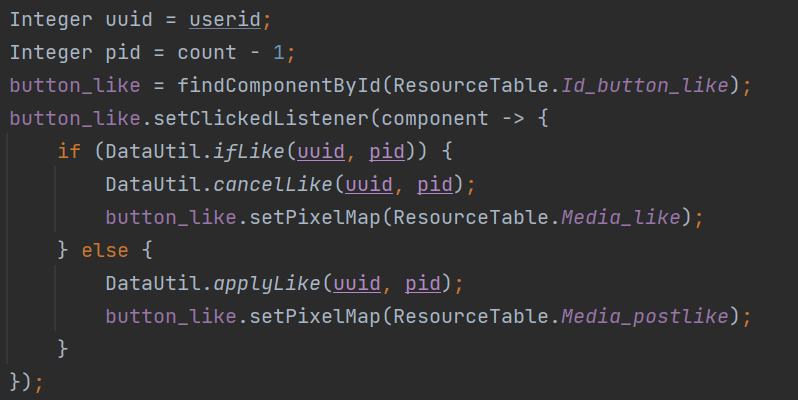 Integer uuid = userid;
Integer pid = count - 1;
button_like = findComponentById(ResourceTable.Id_button_like);
button_like.setClickedListener(component -> {
    if (DataUtil.ifLike(uuid, pid)) {
        DataUtil.cancelLike(uuid, pid);
        button_like.setPixelMap(ResourceTable.Media_like);
    } else {
        DataUtil.applyLike(uuid, pid);
        button_like.setPixelMap(ResourceTable.Media_postlike);
    }
});